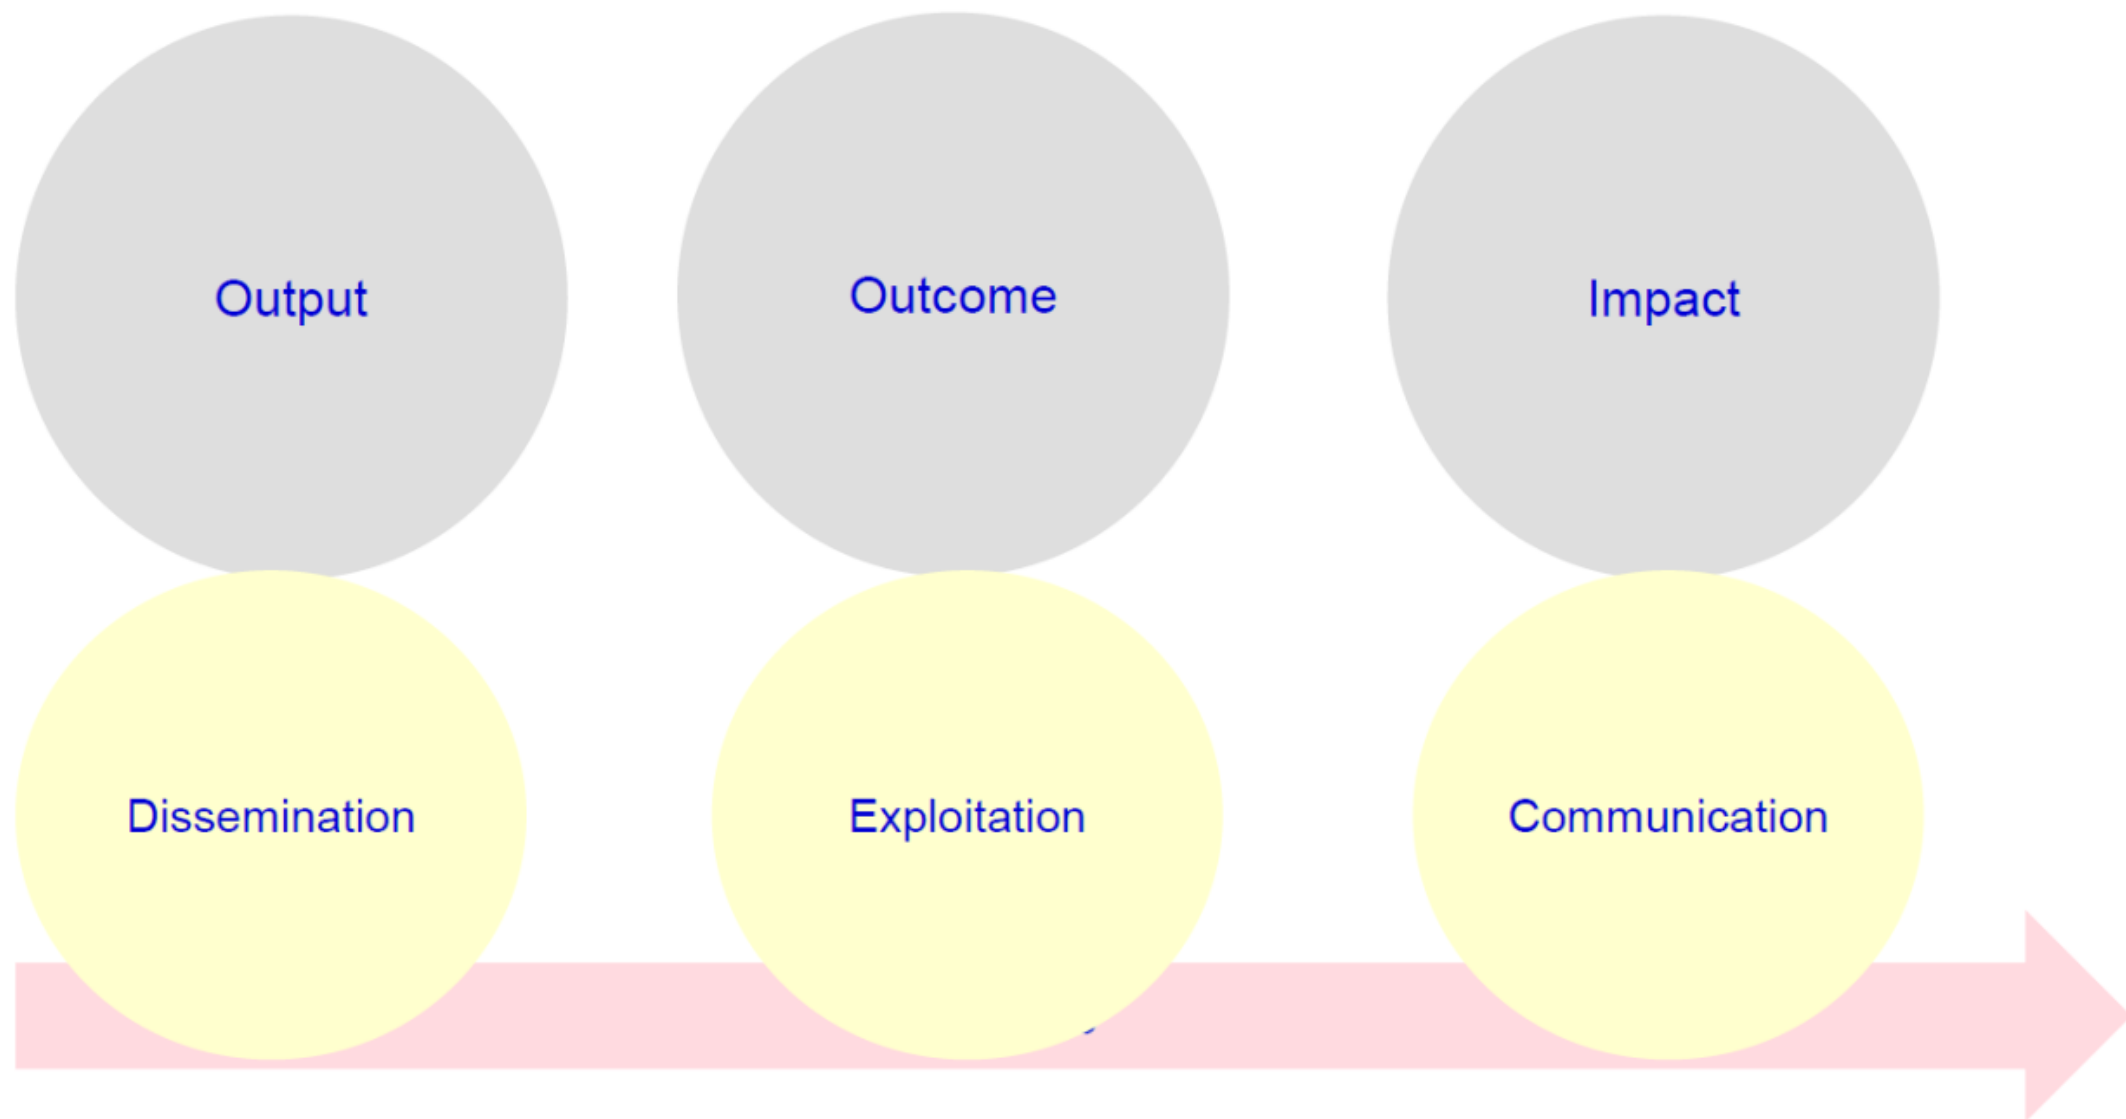 Output
Outcome
Impact
Dissemination
Exploitation
Communication